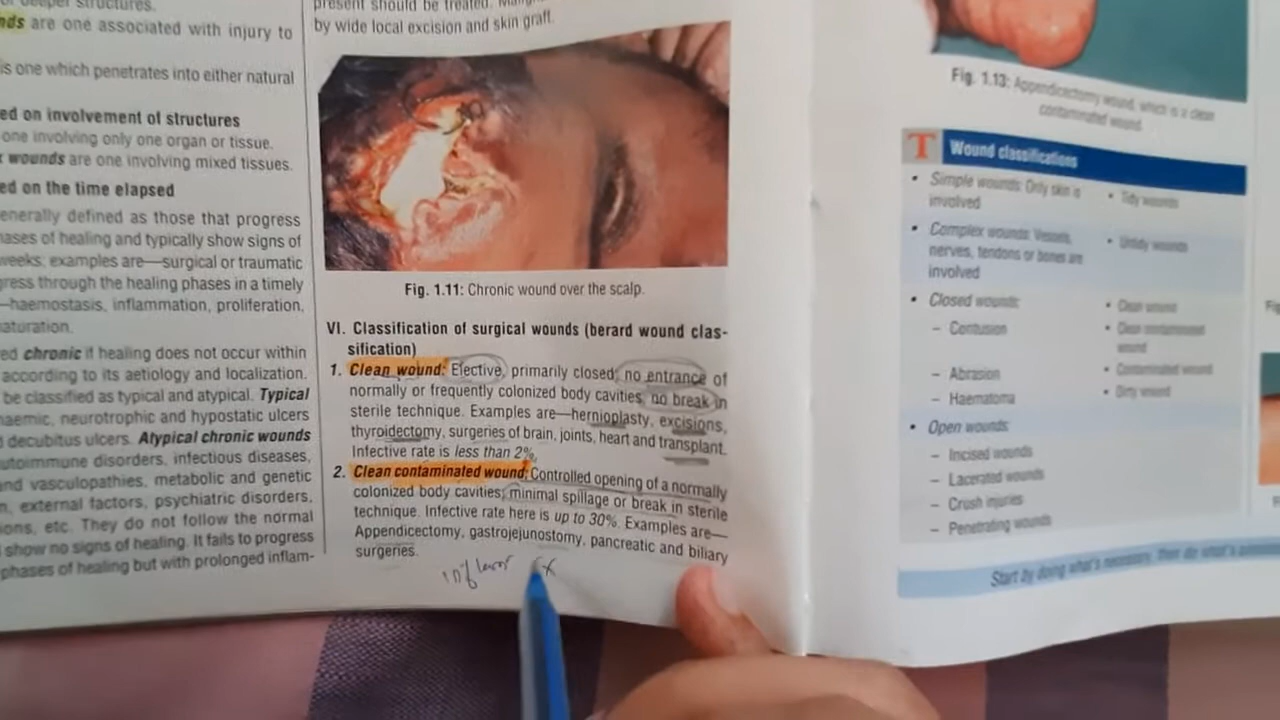 or deeper structures.
nds are one associated with injury to
is one which penetrates into either natural
ed on involvement of structures
one involving only one organ or tissue.
x wounds are one involving mixed tissues.
ed on the time elapsed
enerally defined as those that progress
hases of healing and typically show signs of
weeks; examples are—surgical or traumatic
gress through the healing phases in a timely
—haemostasis, inflammation, proliferation,
aturation.
ed chronic if healing does not occur within
according to its aetiology and localization.
be classified as typical and atypical. Typical
haemic, neurotrophic and hypostatic ulcers
d decubitus ulcers. Atypical chronic wounds
utoimmune disorders, infectious diseases,
and vasculopathies, metabolic and genetic
n, external factors, psychiatric disorders,
ions, etc. They do not follow the normal
show no signs of healing. It fails to progress
phases of healing but with prolonged inflam-
present should be treated.
by wide local excision and skin graft.
Fig. 1.11: Chronic wound over the scalp.
VI. Classification of surgical wounds (berard wound clas-
sification)
1. Clean wound: Efective, primarily closed; no entrance of
normally or frequently colonized body cavities, no break in
sterile technique. Examples are—hernioplasty, excisions,
thyroidectomy, surgeries of brain, joints, heart and transplant.
Infective rate is less than 2%.
2. Clean contaminated wound: Controlled opening of a normally
colonized body cavities; minimal spillage or break in sterile
technique. Infective rate here is up to 30%. Examples are—
Appendicectomy, gastrojejunostomy, pancreatic and biliary
surgeries.
Fig. 1.13: Appendicectomy wound, which is a clean
contaminated wound.
T Wound classifications
• Simple wounds: Only skin is involved
• Tidy wounds
• Complex wounds: Vessels, nerves, tendons or bones are involved
• Untidy wounds
• Closed wounds:
• Clean wound
– Contusion
• Clean contaminated wound
– Abrasion
• Contaminated wound
– Haematoma
• Dirty wound
• Open wounds:
– Incised wounds
– Lacerated wounds
– Crush injuries
– Penetrating wounds
Start by doing what's necessary, then do what's